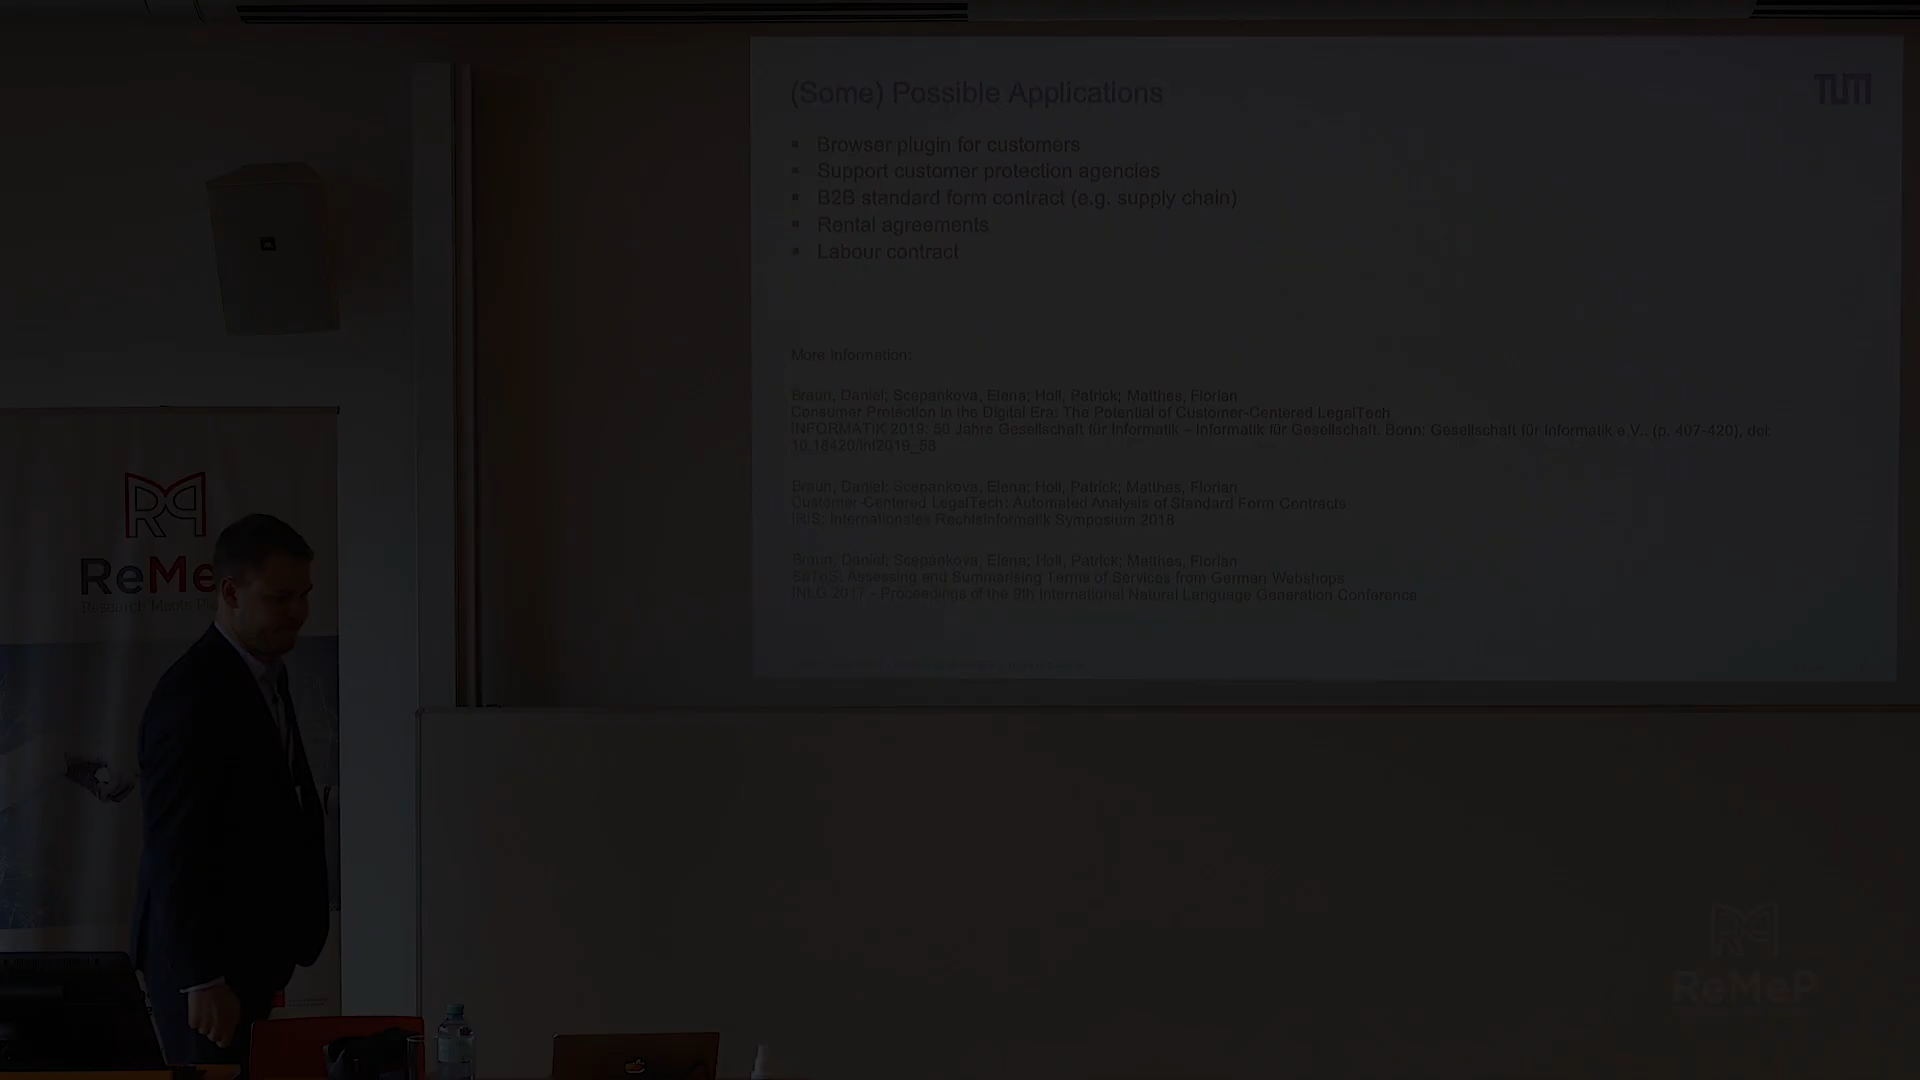 (Some) Possible Applications
TUM
Browser plugin for customers
Support customer protection agencies
B2B standard form contract (e.g. supply chain)
Rental agreements
Labour contract
More Information:
Braun, Daniel; Scepankova, Elena; Holl, Patrick; Matthes, Florian
Consumer Protection in the Digital Era: The Potential of Customer-Centered LegalTech
INFORMATIK 2019: 50 Jahre Gesellschaft für Informatik – Informatik für Gesellschaft. Bonn: Gesellschaft für Informatik e.V.. (p. 407-420), doi:
10.18420/inf2019_58
Braun, Daniel; Scepankova, Elena; Holl, Patrick; Matthes, Florian
Customer-Centered LegalTech: Automated Analysis of Standard Form Contracts
IRIS: Internationales Rechtsinformatik Symposium 2018
Braun, Daniel; Scepankova, Elena; Holl, Patrick; Matthes, Florian
SaToS: Assessing and Summarising Terms of Services from German Webshops
INLG 2017 - Proceedings of the 9th International Natural Language Generation Conference
ReMe
Research Meets
ReMeP